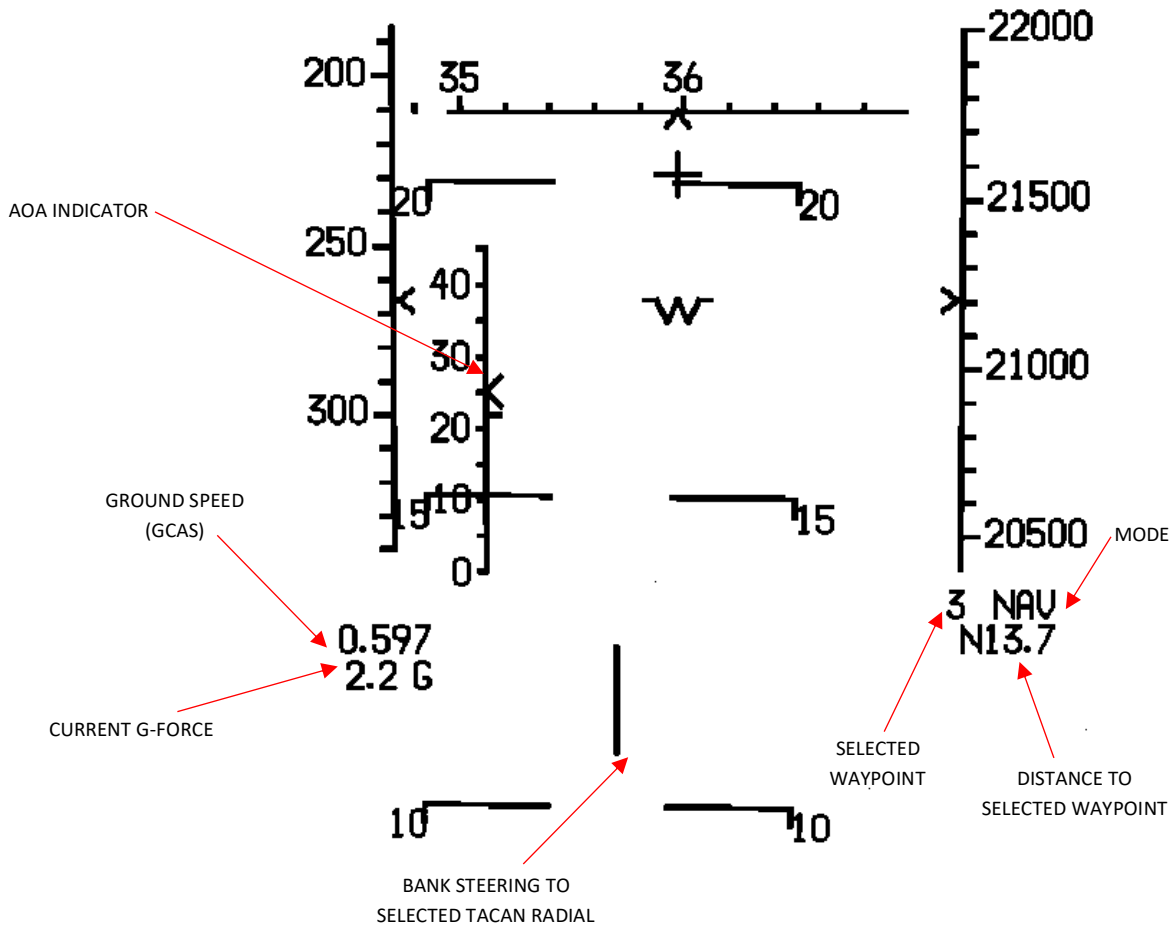 22000
200
35
36
20
20
21500
AOA INDICATOR
250
40
30
21000
300
20
GROUND SPEED
(GCAS)
15
10
15
20500
MODE
0
3 NAV
N13.7
0.597
2.2 G
CURRENT G-FORCE
SELECTED
WAYPOINT
DISTANCE TO
SELECTED WAYPOINT
10
10
BANK STEERING TO
SELECTED TACAN RADIAL